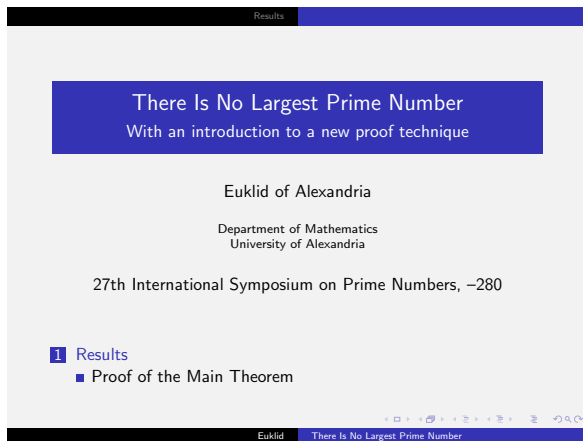 Results
There Is No Largest Prime Number
With an introduction to a new proof technique
Euklid of Alexandria
Department of Mathematics
University of Alexandria
27th International Symposium on Prime Numbers, –280
1 Results
Proof of the Main Theorem
Euklid There Is No Largest Prime Number